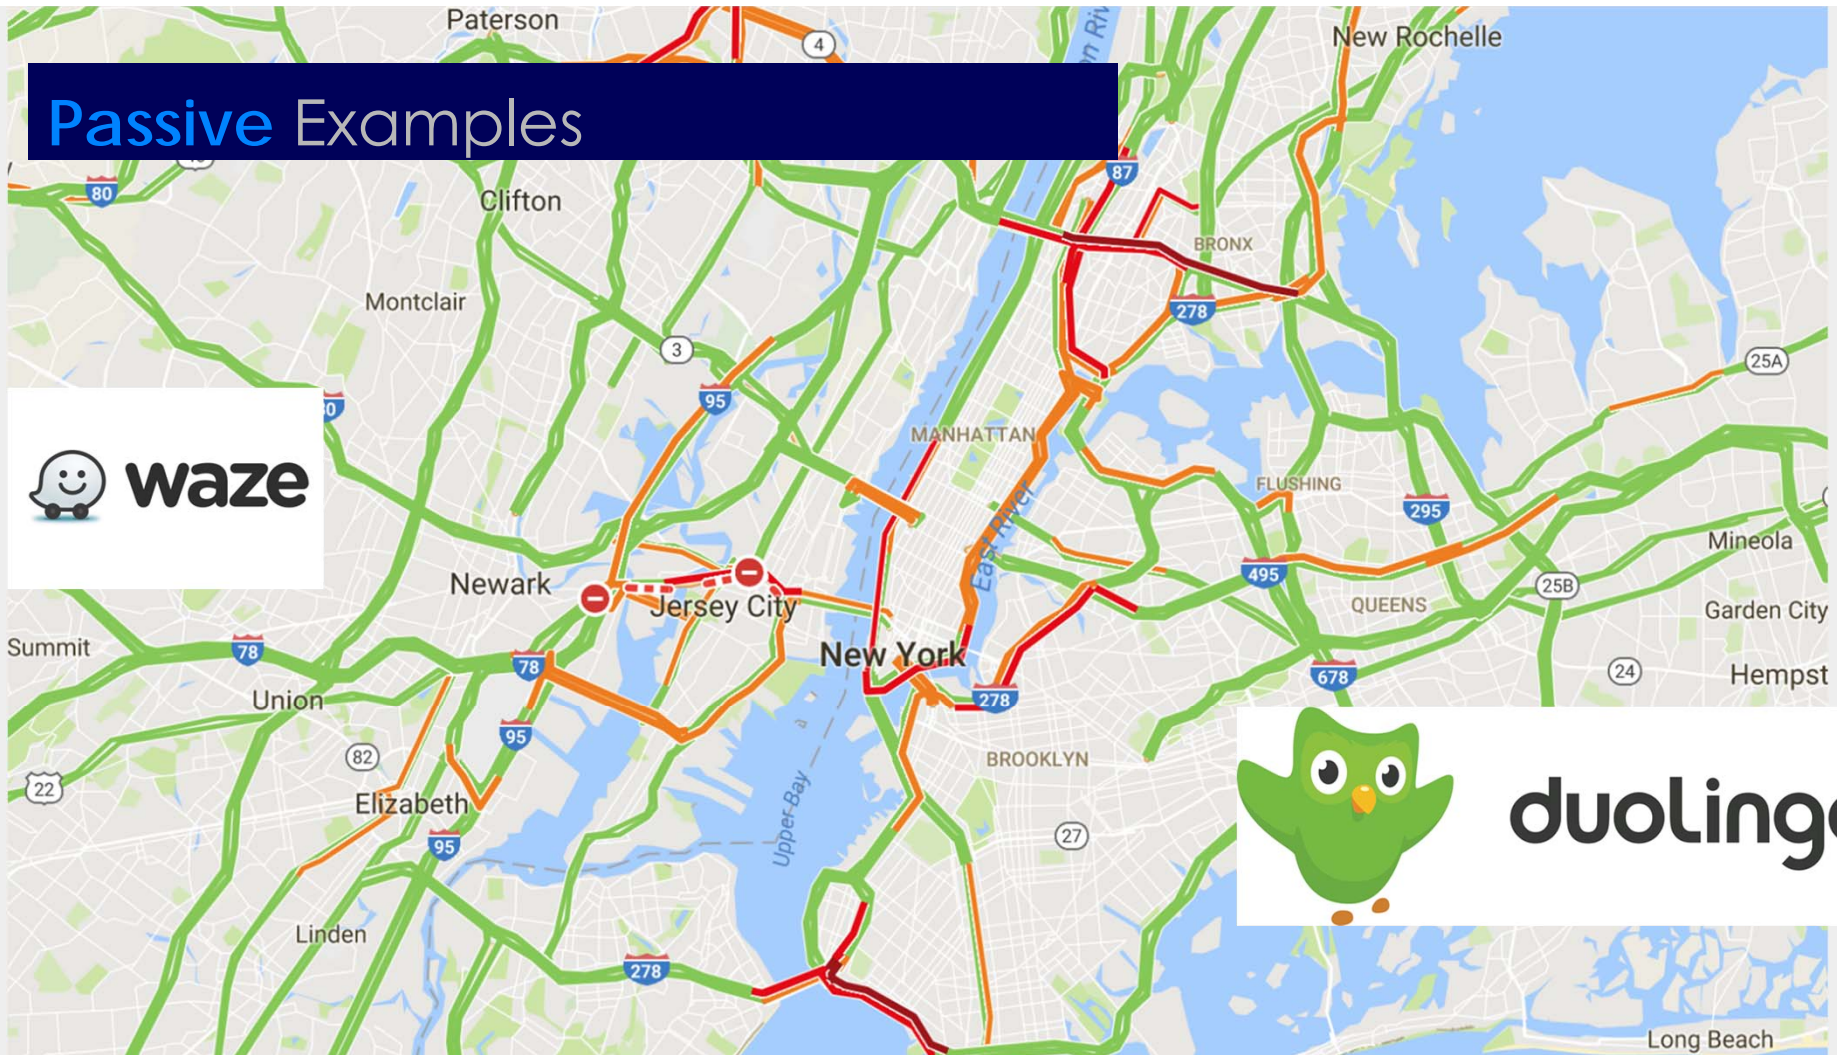 Paterson
4
New Rochelle
Passive Examples
87
80
Clifton
BRONX
Montclair
278
3
25A
95
MANHATTAN
waze
FLUSHING
295
East River
Mineola
Newark
495
25B
Jersey City
QUEENS
Garden City
Summit
78
New York
78
678
24
Hempst
Union
278
95
82
BROOKLYN
22
Elizabeth
Upper Bay
27
duoling
95
Linden
278
Long Beach